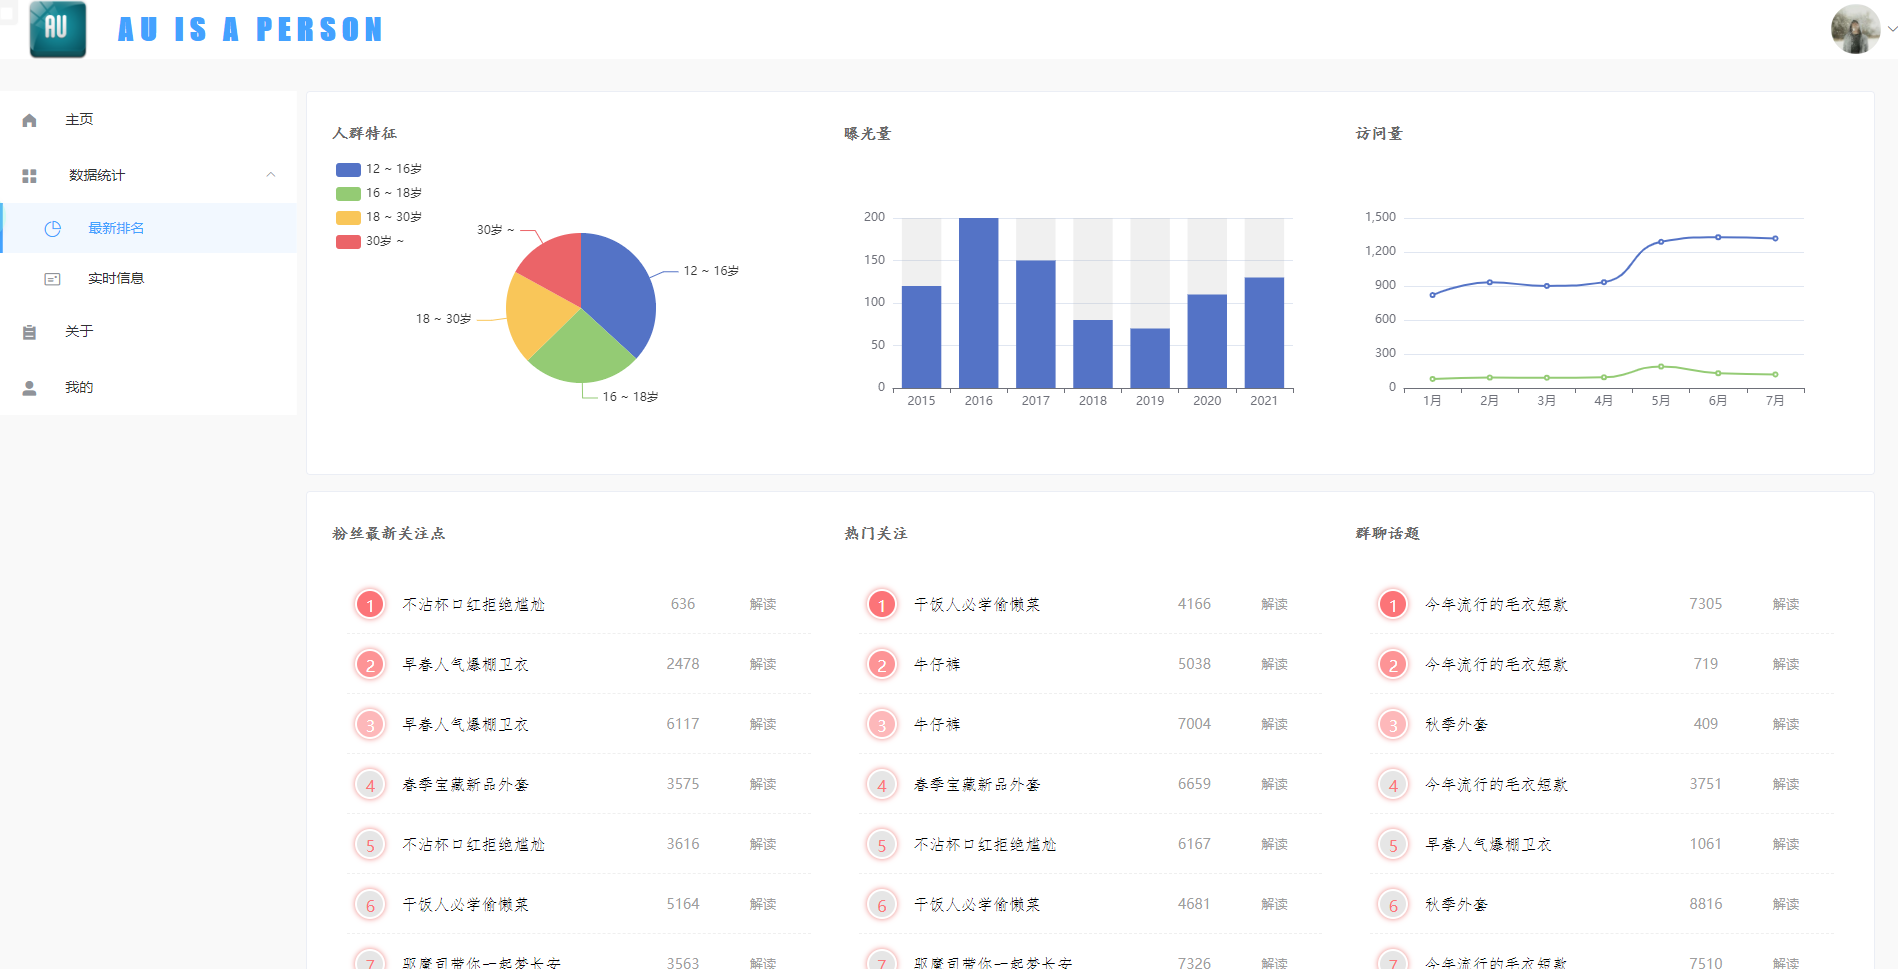 AU
AU IS A PERSON
主页
数据统计
最新排名
实时信息
关于
我的
人群特征
12 ~ 16岁
16 ~ 18岁
18 ~ 30岁
30岁 ~
30岁 ~
12 ~ 16岁
18 ~ 30岁
16 ~ 18岁
曝光量
200
150
100
50
0
2015 2016 2017 2018 2019 2020 2021
访问量
1,500
1,200
900
600
300
0
1月 2月 3月 4月 5月 6月 7月
粉丝最新关注点
1 不沾杯口红拒绝尴尬 636 解读
2 早春人气爆棚卫衣 2478 解读
3 早春人气爆棚卫衣 6117 解读
4 春季宝藏新品外套 3575 解读
5 不沾杯口红拒绝尴尬 3616 解读
6 干饭人必学偷懒菜 5164 解读
7 驱魔司带你一起梦长安 3563 解读
热门关注
1 干饭人必学偷懒菜 4166 解读
2 牛仔裤 5038 解读
3 牛仔裤 7004 解读
4 春季宝藏新品外套 6659 解读
5 不沾杯口红拒绝尴尬 6167 解读
6 干饭人必学偷懒菜 4681 解读
7 驱魔司带你一起梦长安 7326 解读
群聊话题
1 今年流行的毛衣短款 7305 解读
2 今年流行的毛衣短款 719 解读
3 秋季外套 409 解读
4 今年流行的毛衣短款 3751 解读
5 早春人气爆棚卫衣 1061 解读
6 秋季外套 8816 解读
7 今年流行的毛衣短款 7510 解读